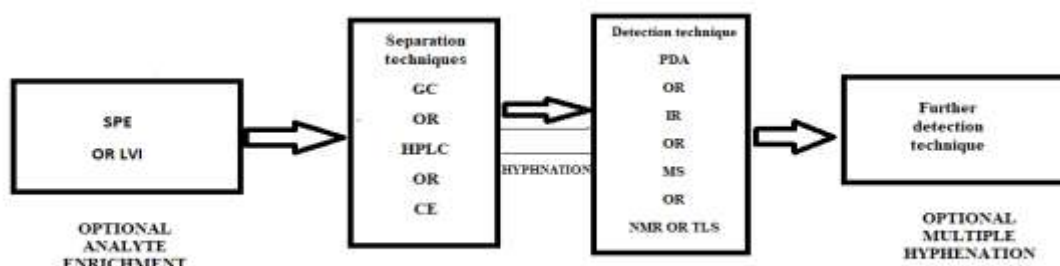 SPE
OR LVI
OPTIONAL
ANALYTE
ENRICHMENT
Separation
techniques
GC
OR
HPLC
OR
CE
HYPHNATION
Detection technique
PDA
OR
IR
OR
MS
OR
NMR OR TLS
Further
detection
technique
OPTIONAL
MULTIPLE
HYPHENATION